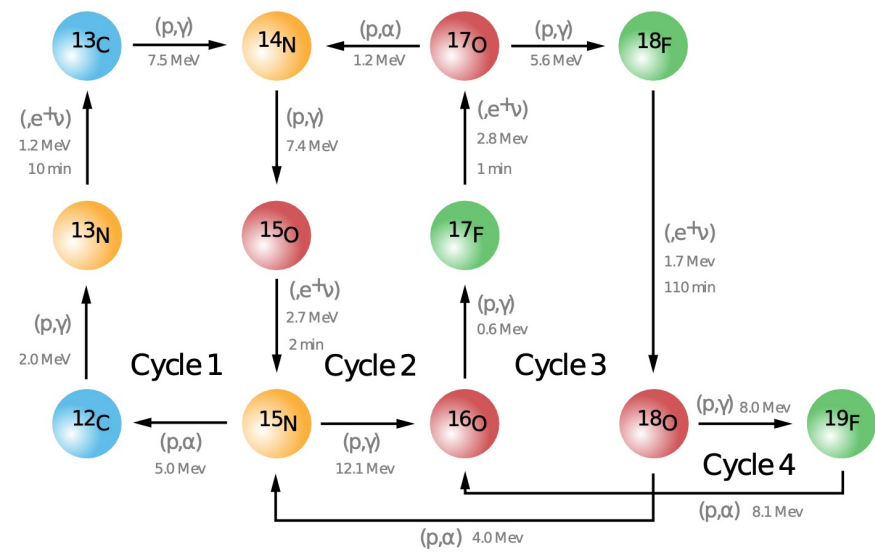 ¹³C
(p,γ)
7.5 MeV
¹⁴N
(p,α)
1.2 MeV
¹⁷O
(p,γ)
5.6 MeV
¹⁸F
(,e⁺ν)
1.2 MeV
10 min
(p,γ)
7.4 MeV
(,e⁺ν)
2.8 Mev
1 min
¹³N
¹⁵O
¹⁷F
(,e⁺ν)
1.7 Mev
110 min
(p,γ)
2.0 MeV
(,e⁺ν)
2.7 MeV
2 min
(p,γ)
0.6 Mev
Cycle 1
Cycle 2
Cycle 3
¹²C
(p,α)
5.0 Mev
¹⁵N
(p,γ)
12.1 Mev
¹⁶O
¹⁸O
(p,γ) 8.0 Mev
¹⁹F
Cycle 4
(p,α) 8.1 Mev
(p,α) 4.0 Mev